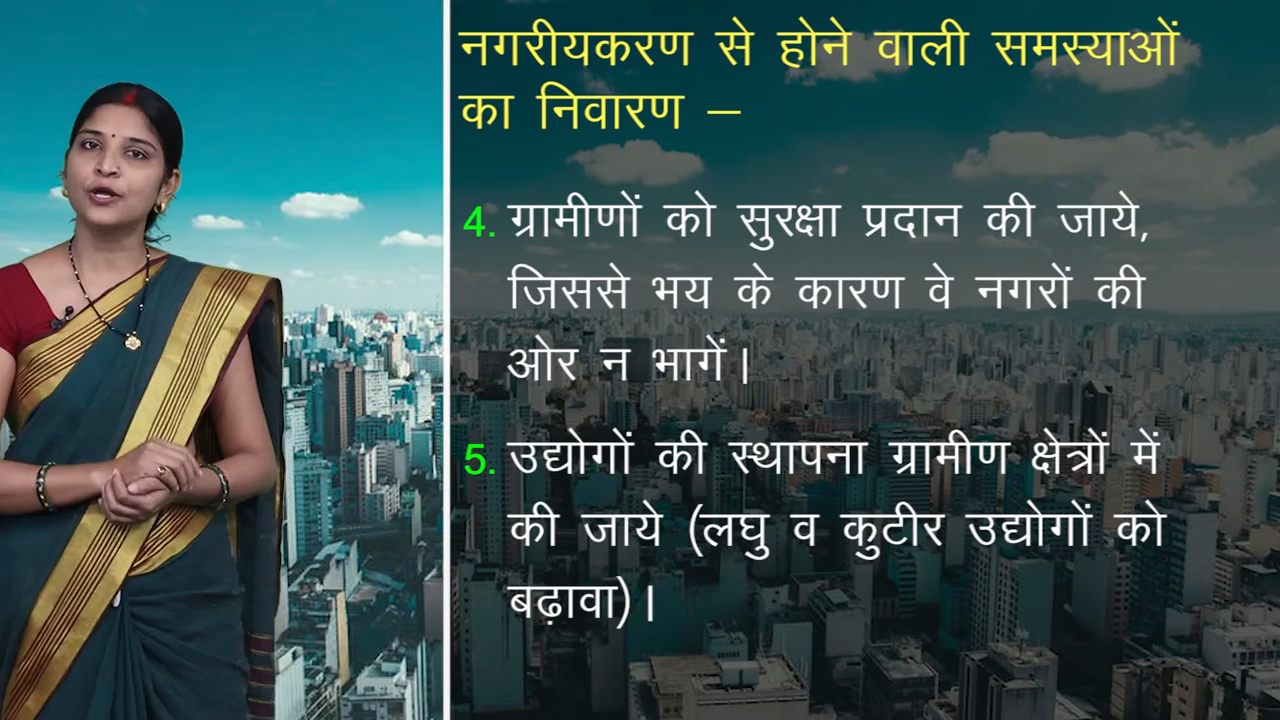 नगरीयकरण से होने वाली समस्याओं
का निवारण –
4. ग्रामीणों को सुरक्षा प्रदान की जाये,
जिससे भय के कारण वे नगरों की
ओर न भागें।
5. उद्योगों की स्थापना ग्रामीण क्षेत्रों में
की जाये (लघु व कुटीर उद्योगों को
बढ़ावा)।